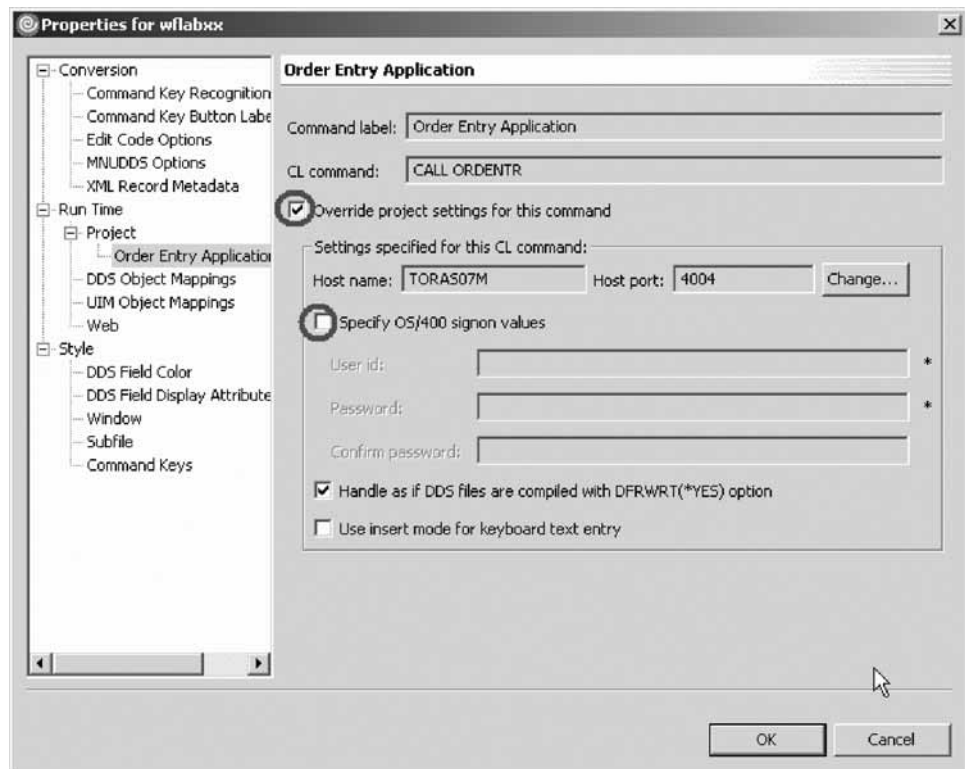 Properties for wflabxx
Conversion
Command Key Recognition
Command Key Button Labe
Edit Code Options
MNUDDS Options
XML Record Metadata
Run Time
Project
Order Entry Application
DDS Object Mappings
UIM Object Mappings
Web
Style
DDS Field Color
DDS Field Display Attribute
Window
Subfile
Command Keys
Order Entry Application
Command label: Order Entry Application
CL command: CALL ORDENTR
Override project settings for this command
Settings specified for this CL command:
Host name: TORAS07M Host port: 4004 Change...
Specify OS/400 signon values
User id: *
Password: *
Confirm password:
Handle as if DDS files are compiled with DFRWRT(*YES) option
Use insert mode for keyboard text entry
OK Cancel